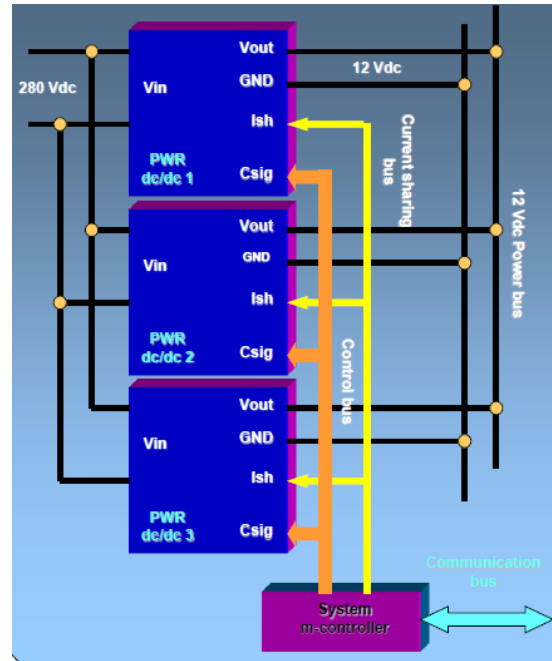 Vout
280 Vdc
Vin
12 Vdc
GND
Ish
PWR
dc/dc 1
Csig
Current sharing
bus
12 Vdc Power bus
Vout
GND
Vin
Ish
PWR
dc/dc 2
Csig
Control bus
Vout
GND
Vin
Ish
PWR
dc/dc 3
Csig
System
m-controller
Communication
bus